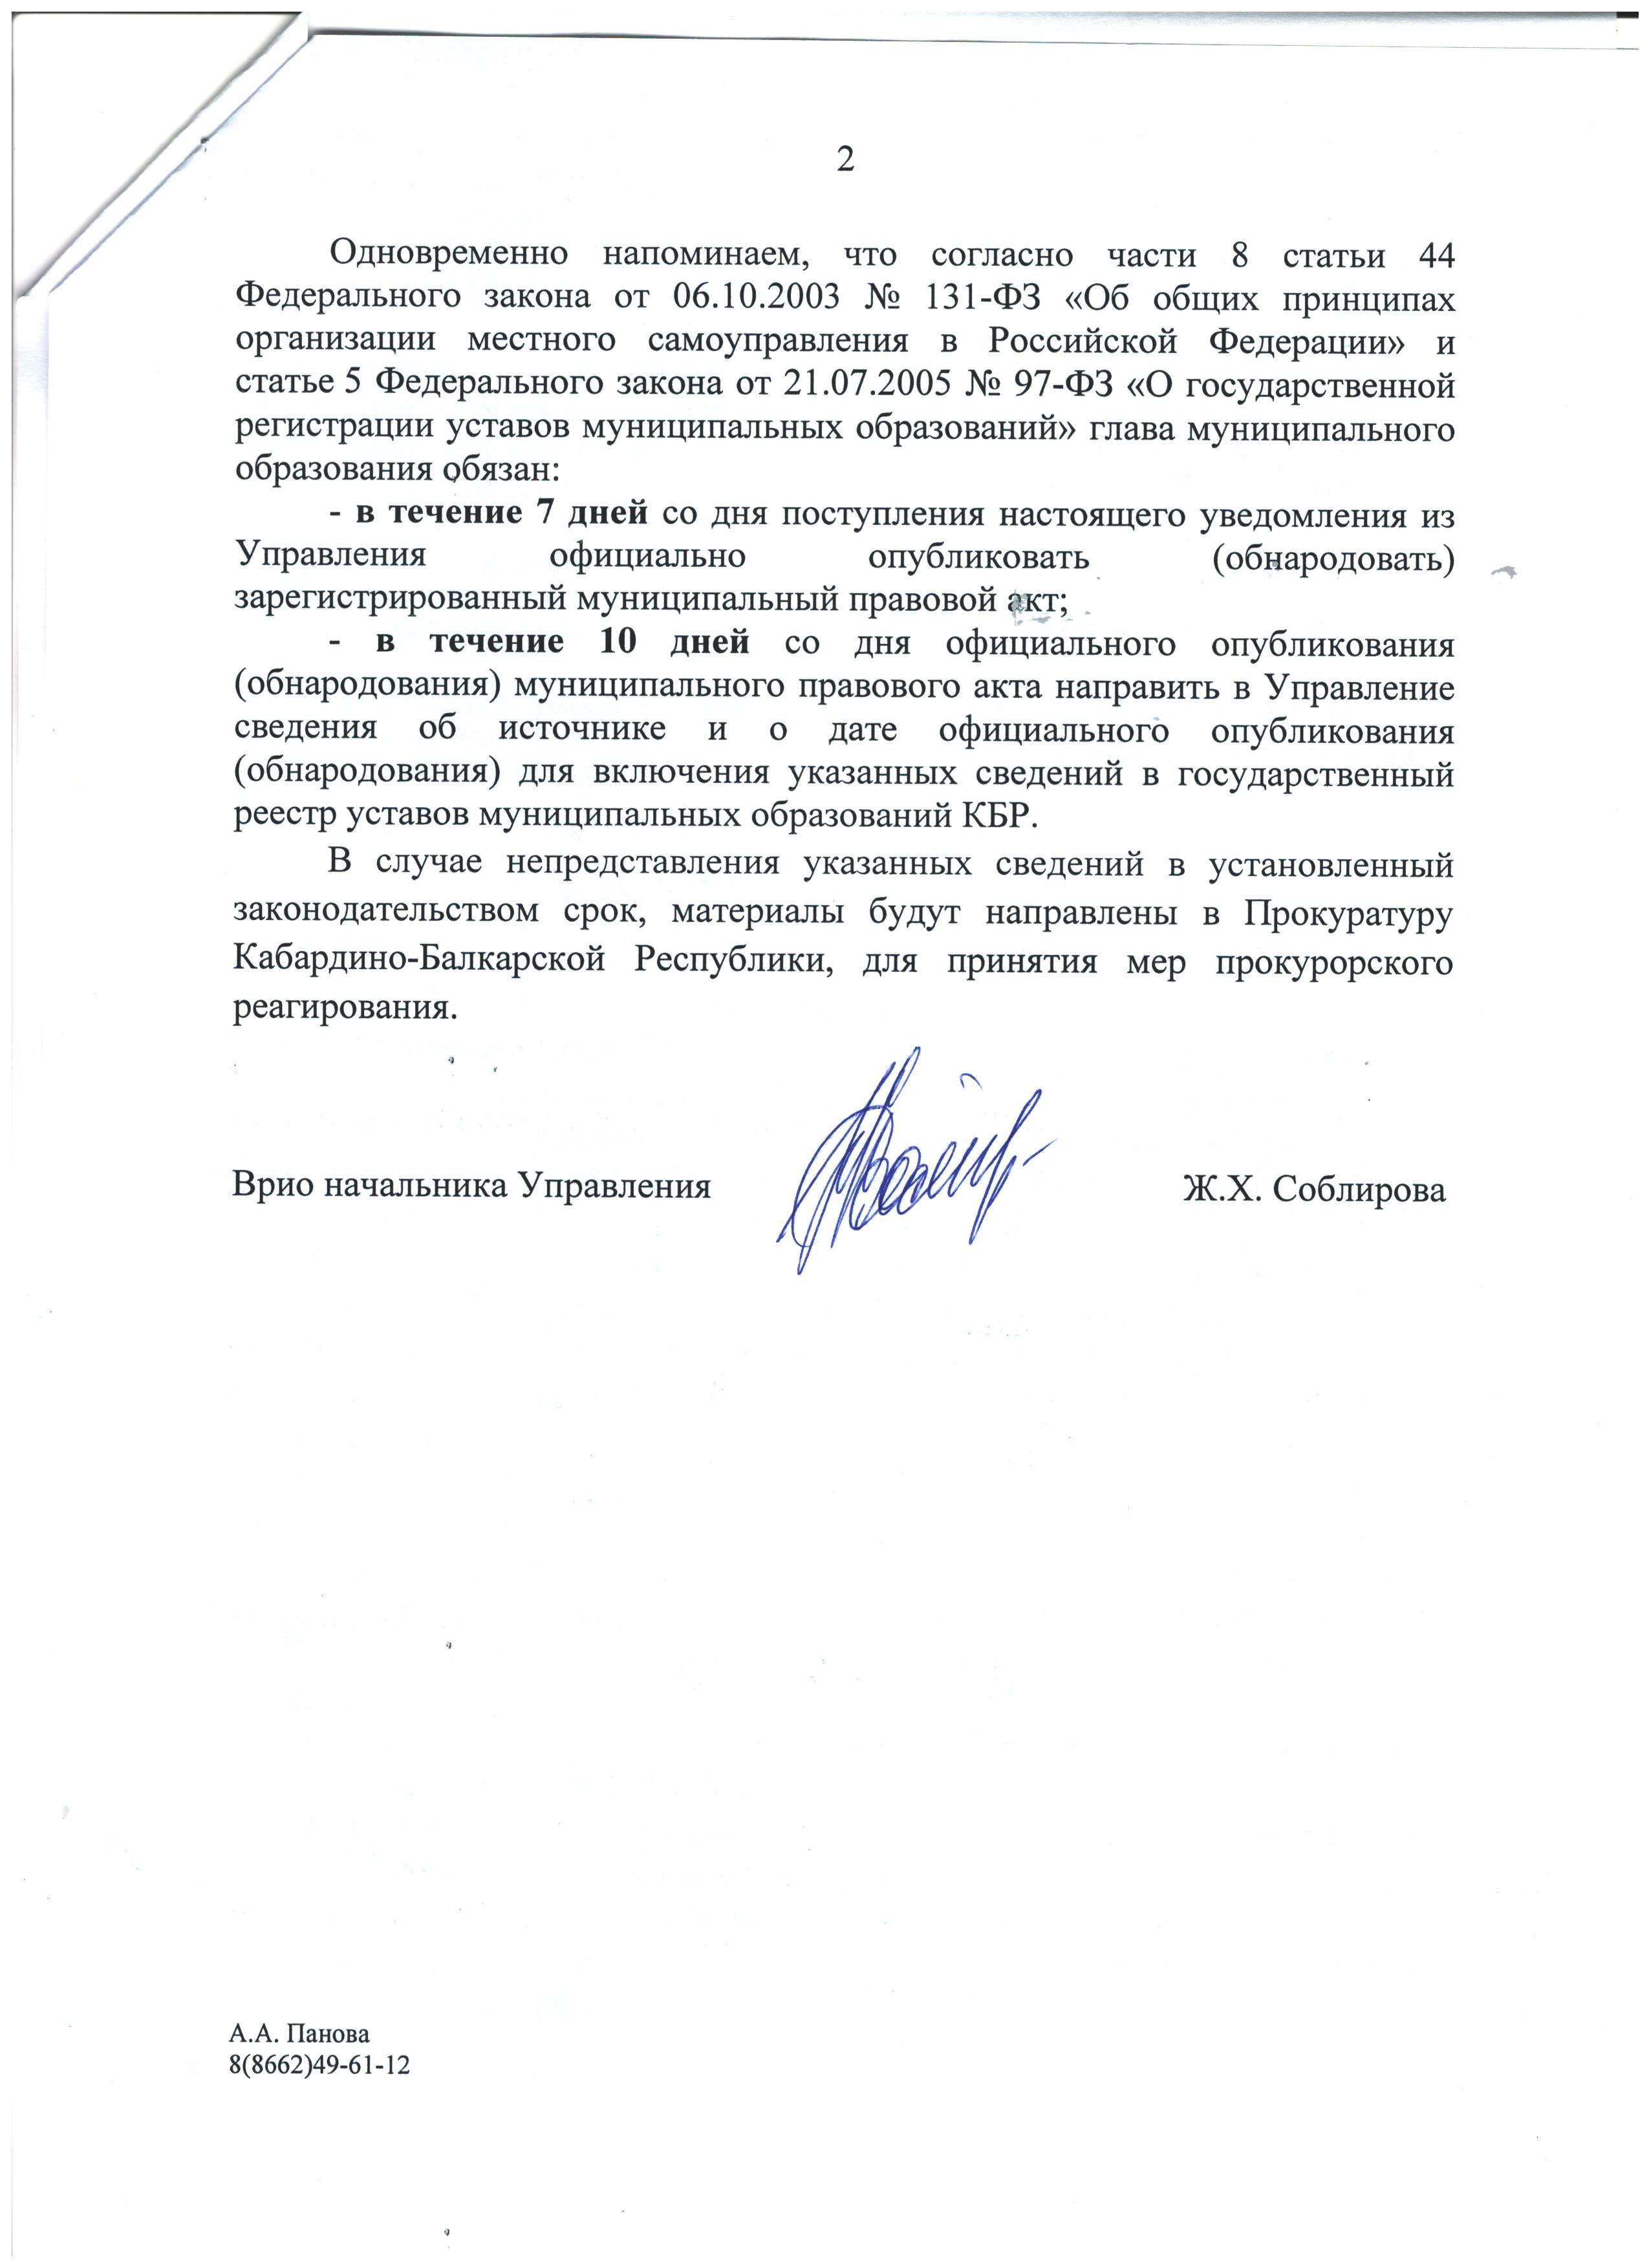 2
Одновременно напоминаем, что согласно части 8 статьи 44
Федерального закона от 06.10.2003 № 131-ФЗ «Об общих принципах
организации местного самоуправления в Российской Федерации» и
статье 5 Федерального закона от 21.07.2005 № 97-ФЗ «О государственной
регистрации уставов муниципальных образований» глава муниципального
образования обязан:
- в течение 7 дней со дня поступления настоящего уведомления из
Управления официально опубликовать (обнародовать)
зарегистрированный муниципальный правовой акт;
- в течение 10 дней со дня официального опубликования
(обнародования) муниципального правового акта направить в Управление
сведения об источнике и о дате официального опубликования
(обнародования) для включения указанных сведений в государственный
реестр уставов муниципальных образований КБР.
В случае непредставления указанных сведений в установленный
законодательством срок, материалы будут направлены в Прокуратуру
Кабардино-Балкарской Республики, для принятия мер прокурорского
реагирования.
Врио начальника Управления Ж.Х. Соблирова
А.А. Панова
8(8662)49-61-12